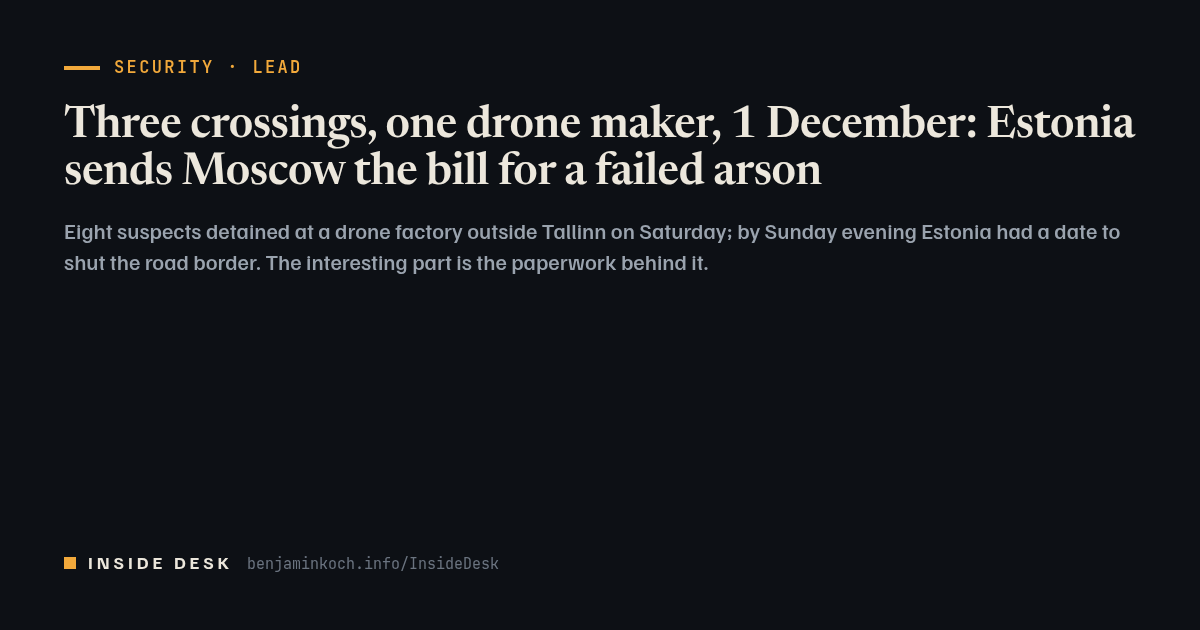 SECURITY · LEAD
Three crossings, one drone maker, 1 December: Estonia
sends Moscow the bill for a failed arson
Eight suspects detained at a drone factory outside Tallinn on Saturday; by Sunday evening Estonia had a date to
shut the road border. The interesting part is the paperwork behind it.
INSIDE DESK benjaminkoch.info/InsideDesk